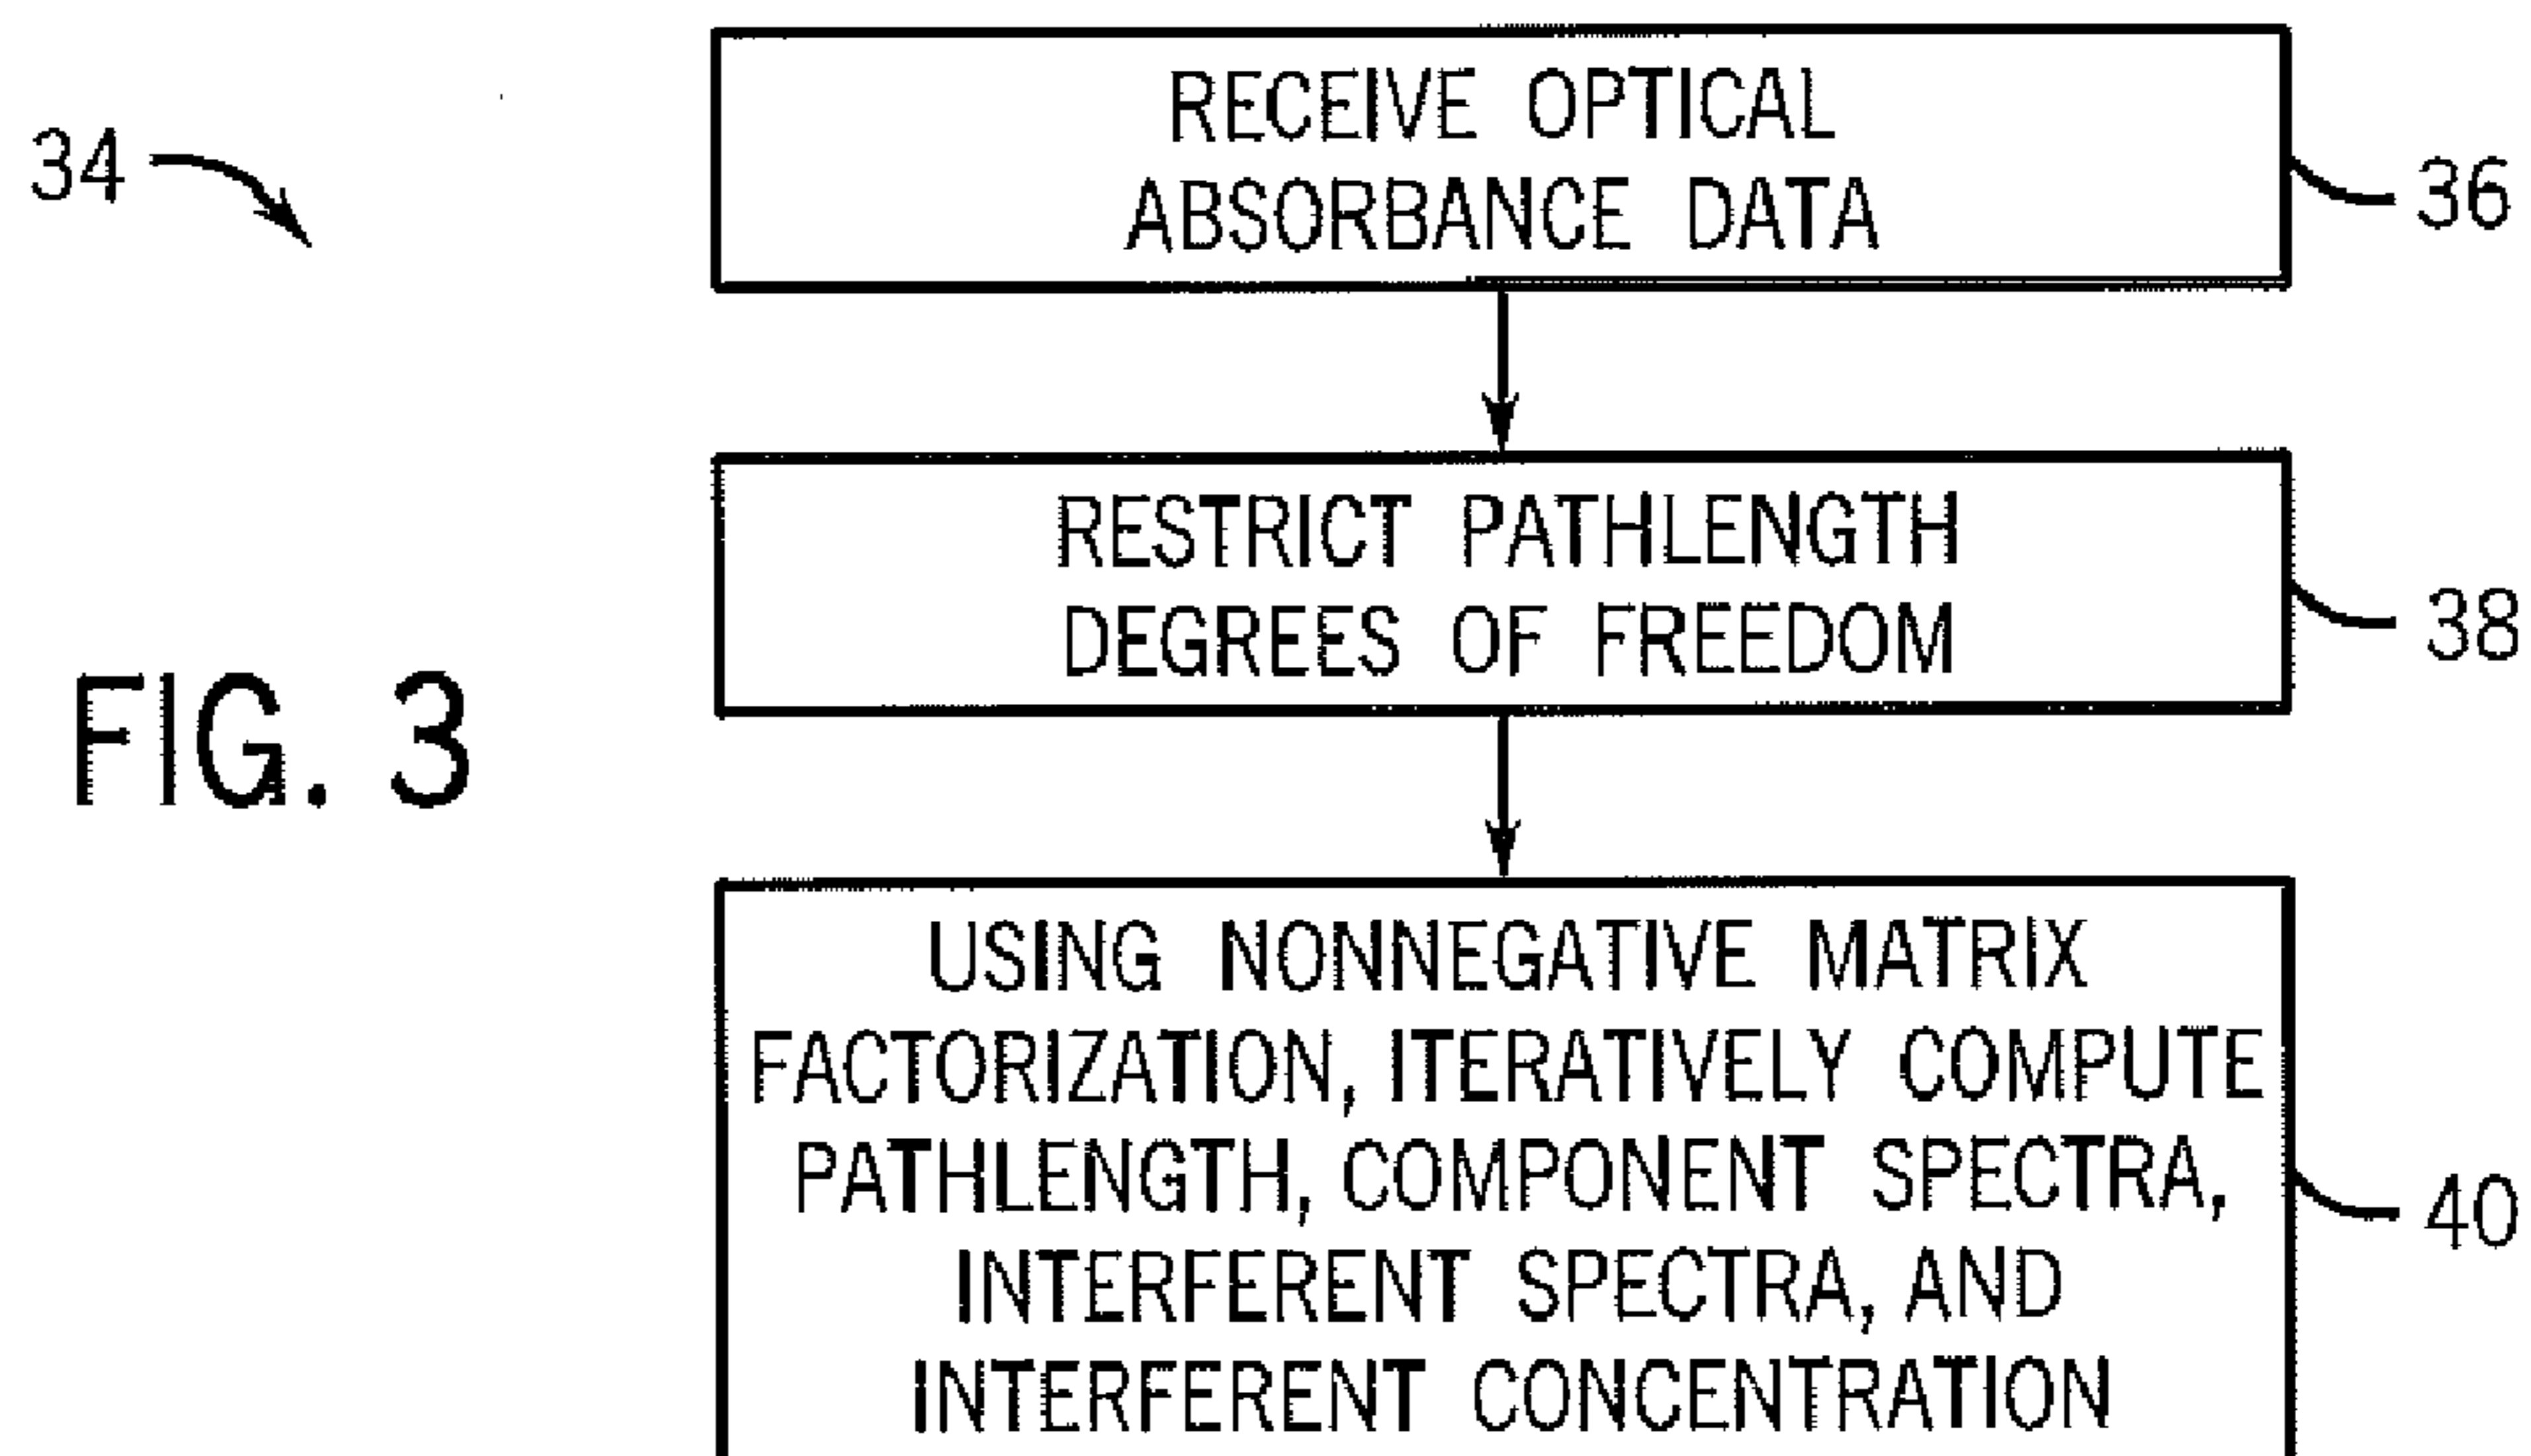 34
RECEIVE OPTICAL
ABSORBANCE DATA
36
RESTRICT PATHLENGTH
DEGREES OF FREEDOM
38
FIG. 3
USING NONNEGATIVE MATRIX
FACTORIZATION, ITERATIVELY COMPUTE
PATHLENGTH, COMPONENT SPECTRA,
INTERFERENT SPECTRA, AND
INTERFERENT CONCENTRATION
40